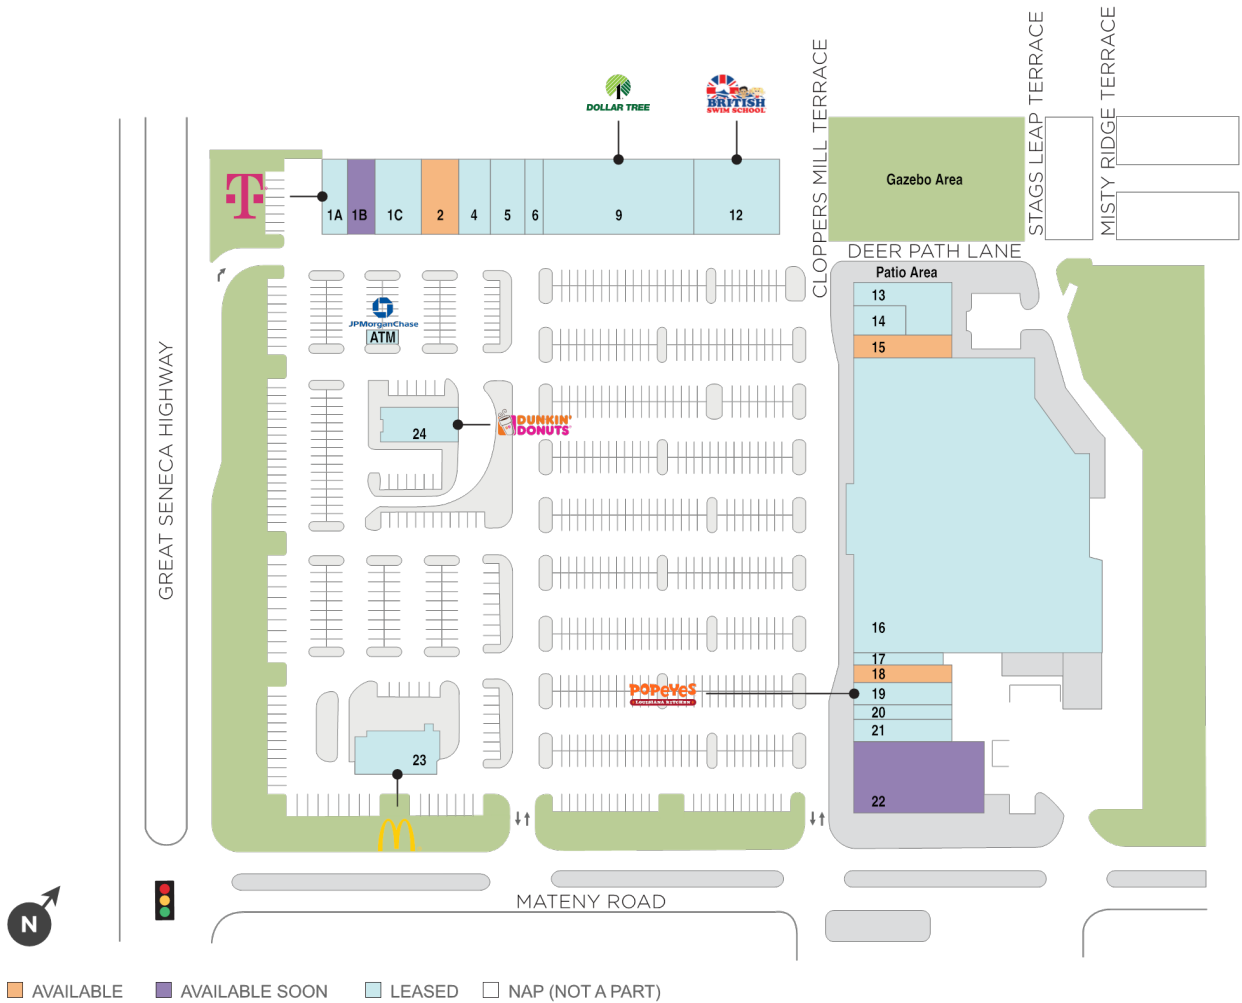 CLOPPERS MILL TERRACE
STAGS LEAP TERRACE
MISTY RIDGE TERRACE
DOLLAR TREE
BRITISH
SWIM SCHOOL
T
1A
1B
1C
2
4
5
6
9
12
Gazebo Area
DEER PATH LANE
Patio Area
13
14
15
JPMorganChase
ATM
GREAT SENECA HIGHWAY
24
DUNKIN'
DONUTS
16
17
18
POPEYES
LOUISIANA KITCHEN
19
20
21
23
22
MATENY ROAD
N
AVAILABLE
AVAILABLE SOON
LEASED
NAP (NOT A PART)